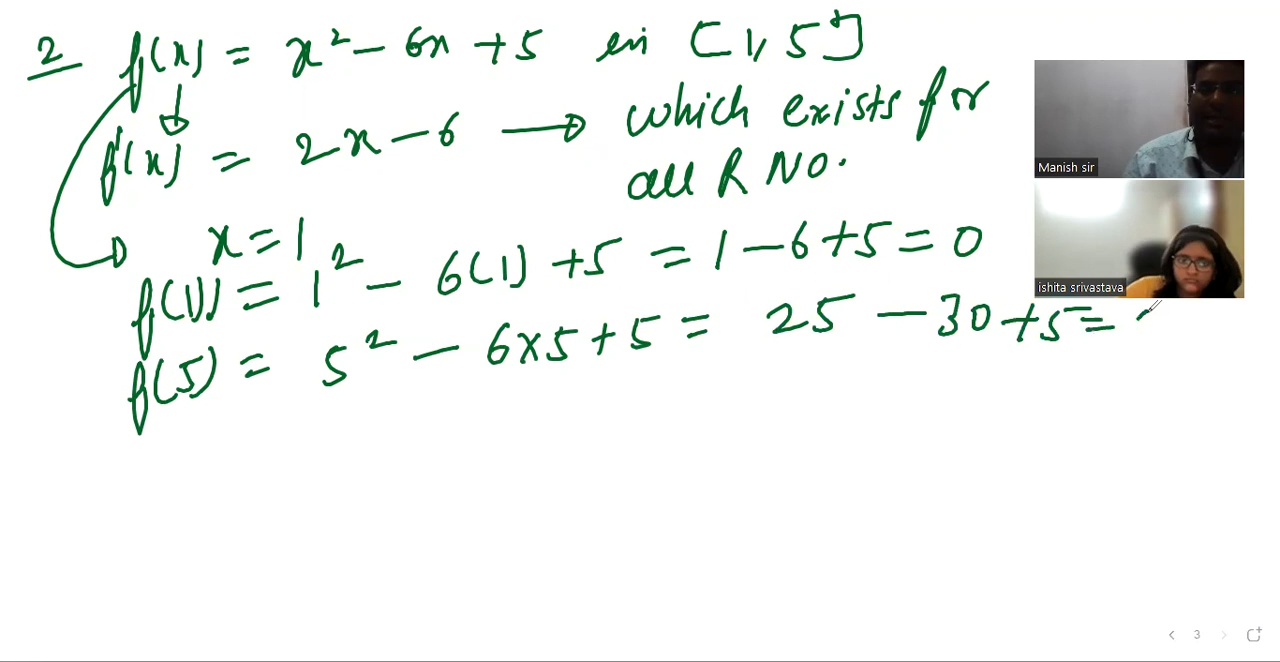 2 f(x) = x² - 6x + 5 in [1, 5]
f'(x) = 2x - 6 → which exists for
all R NO.
x = 1
f(1) = 1² - 6(1) + 5 = 1 - 6 + 5 = 0
f(5) = 5² - 6×5 + 5 = 25 - 30 + 5 =
Manish sir
ishita srivastava
3